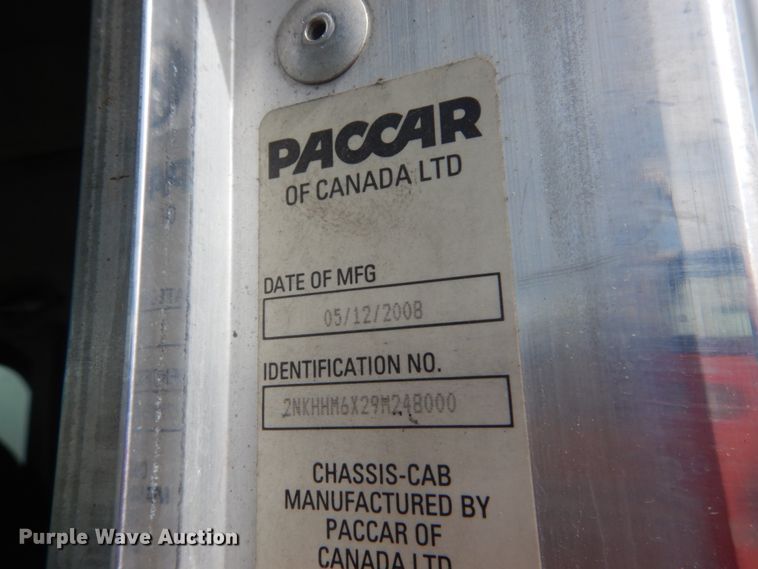 PACCAR
OF CANADA LTD
DATE OF MFG
05/12/2008
IDENTIFICATION NO.
2NKHHM6X29M248000
CHASSIS-CAB
MANUFACTURED BY
PACCAR OF
CANADA LTD
Purple Wave Auction